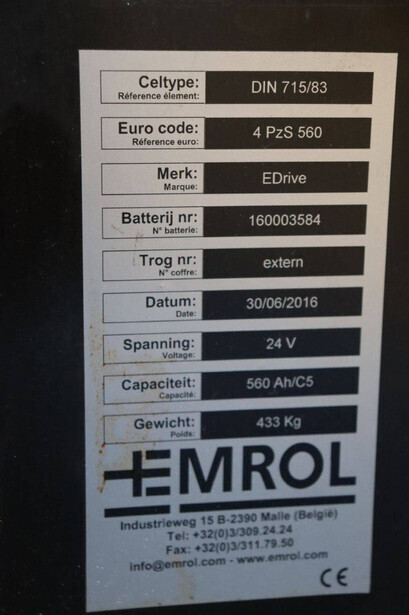 Celtype: DIN 715/83
Réference élement:
Euro code: 4 PzS 560
Réference euro:
Merk: EDrive
Marque:
Batterij nr: 160003584
N° batterie:
Trog nr: extern
N° coffre:
Datum: 30/06/2016
Date:
Spanning: 24 V
Voltage:
Capaciteit: 560 Ah/C5
Capacité:
Gewicht: 433 Kg
Poids:
EMROL
Industrieweg 15 B-2390 Malle (België)
Tel: +32(0)3/309.24.24
Fax: +32(0)3/311.79.50
info@emrol.com - www.emrol.com
CE